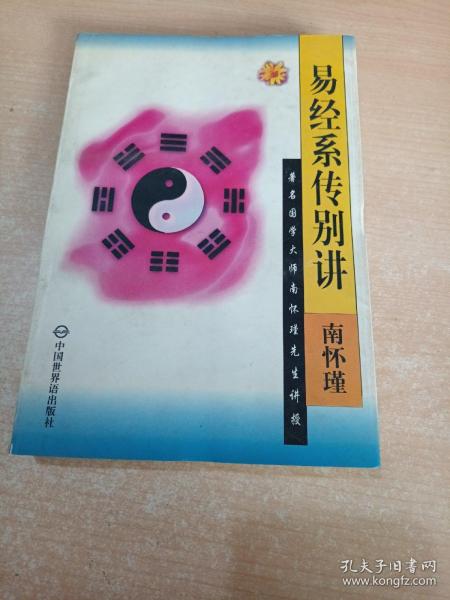 易经系传别讲
南怀瑾
著名国学大师南怀瑾先生讲授
中国世界语出版社
孔夫子旧书网
www.kongfz.com